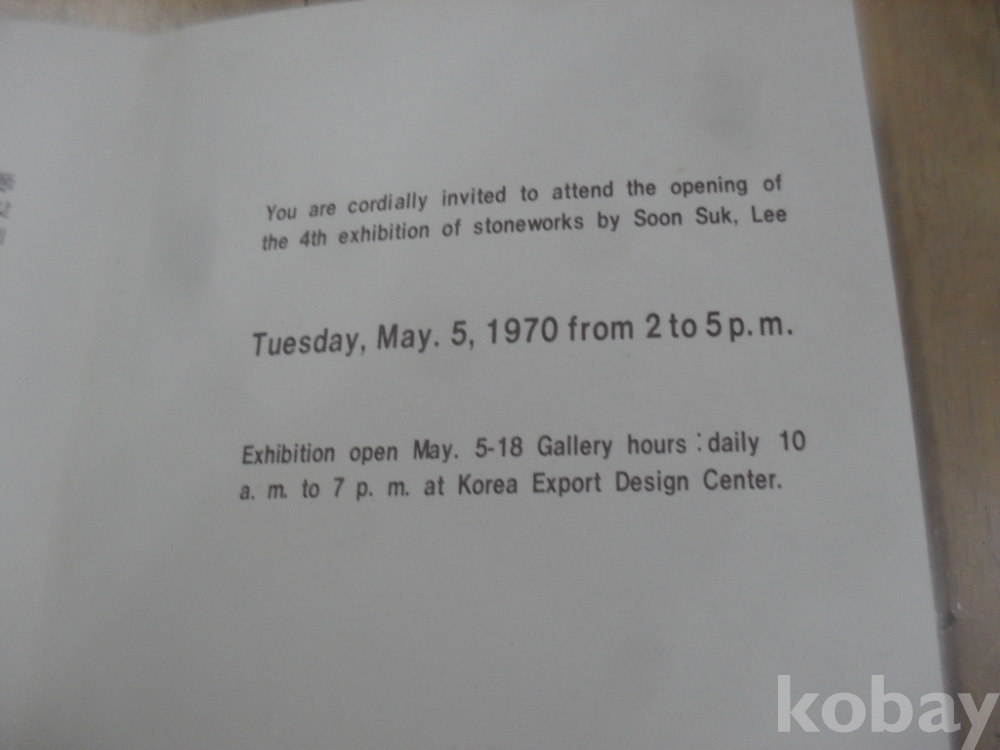 You are cordially invited to attend the opening of
the 4th exhibition of stoneworks by Soon Suk, Lee
Tuesday, May. 5, 1970 from 2 to 5 p. m.
Exhibition open May. 5-18 Gallery hours : daily 10
a. m. to 7 p. m. at Korea Export Design Center.
kobay